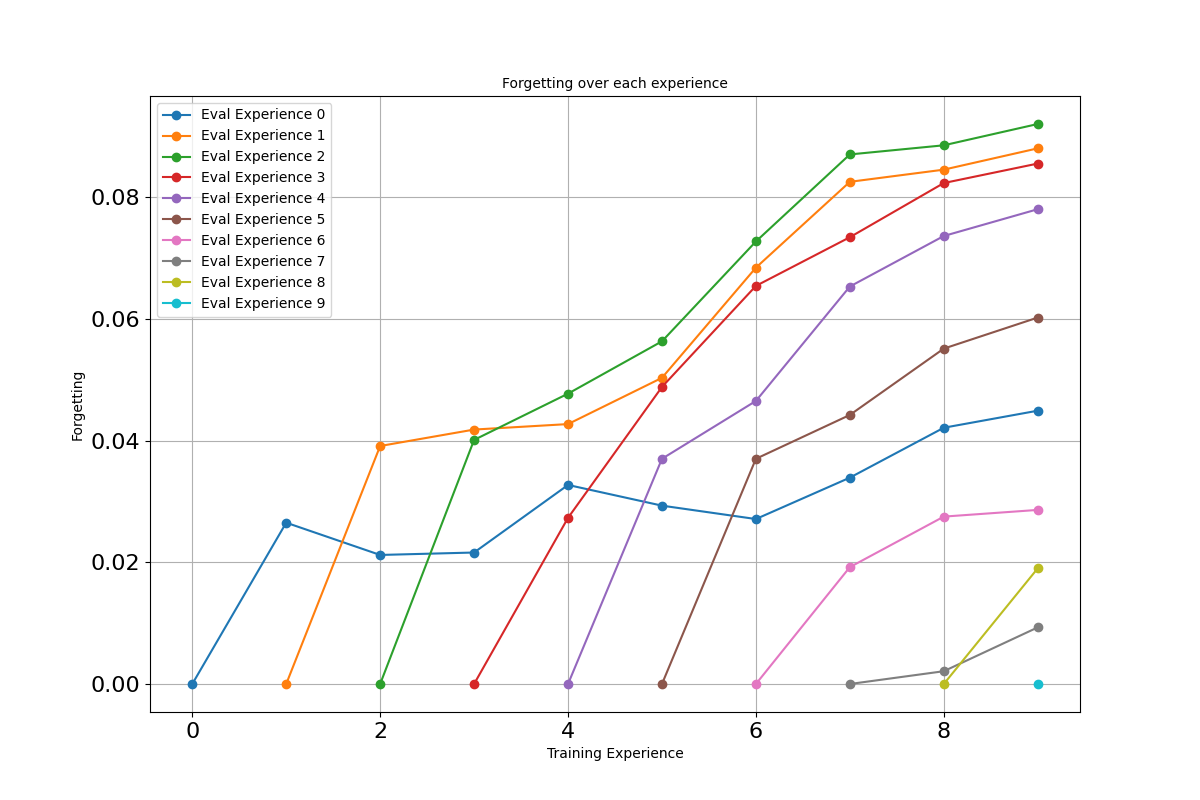 Forgetting over each experience
Eval Experience 0
Eval Experience 1
Eval Experience 2
Eval Experience 3
Eval Experience 4
Eval Experience 5
Eval Experience 6
Eval Experience 7
Eval Experience 8
Eval Experience 9
0.08
0.06
0.04
0.02
0.00
Forgetting
0 2 4 6 8
Training Experience